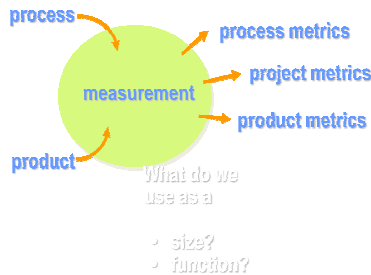 process
process metrics
project metrics
measurement
product metrics
product
What do we
use as a
• size?
• function?